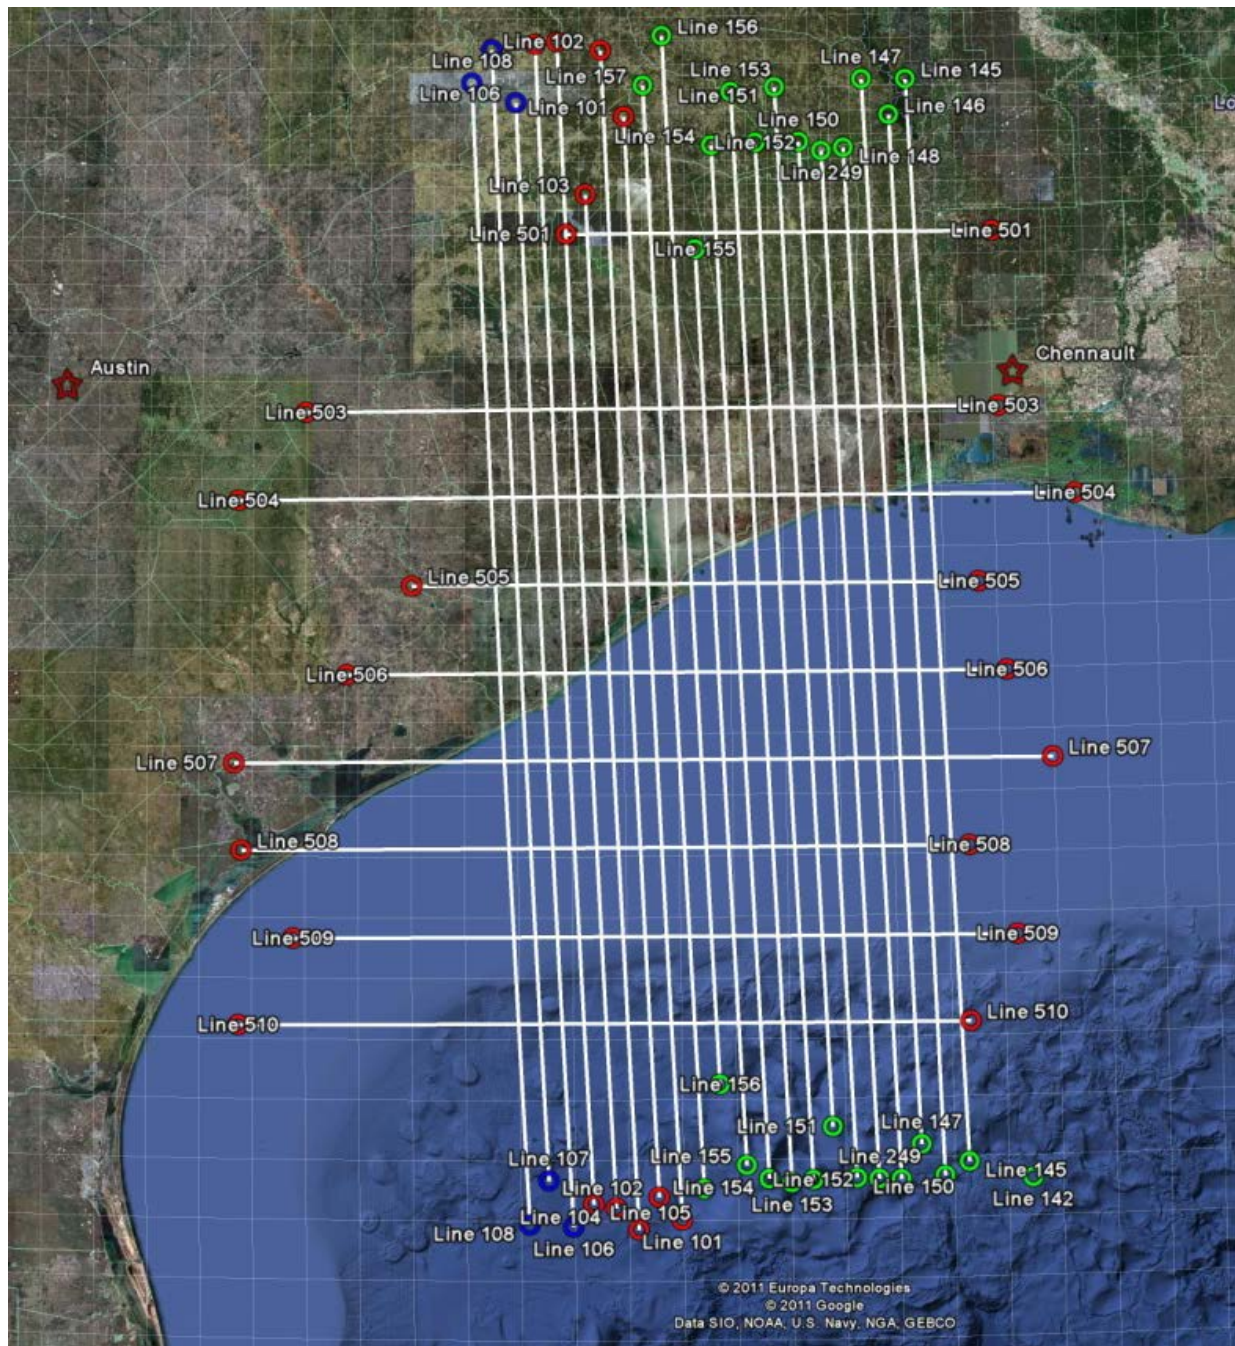 Line 156
Line 102
Line 108
Line 157
Line 153
Line 147
Line 145
Line 106
Line 101
Line 151
Line 146
Lo
Line 154
Line 152
Line 150
Line 249
Line 148
Line 103
Line 501
Line 501
Line 155
Austin
Chennault
Line 503
Line 503
Line 504
Line 504
Line 505
Line 505
Line 506
Line 506
Line 507
Line 507
Line 508
Line 508
Line 509
Line 509
Line 510
Line 510
Line 156
Line 151
Line 147
Line 155
Line 249
Line 107
Line 145
Line 102
Line 154
Line 152
Line 150
Line 142
Line 153
Line 104
Line 105
Line 108
Line 106
Line 101
© 2011 Europa Technologies
© 2011 Google
Data SIO, NOAA, U.S. Navy, NGA, GEBCO